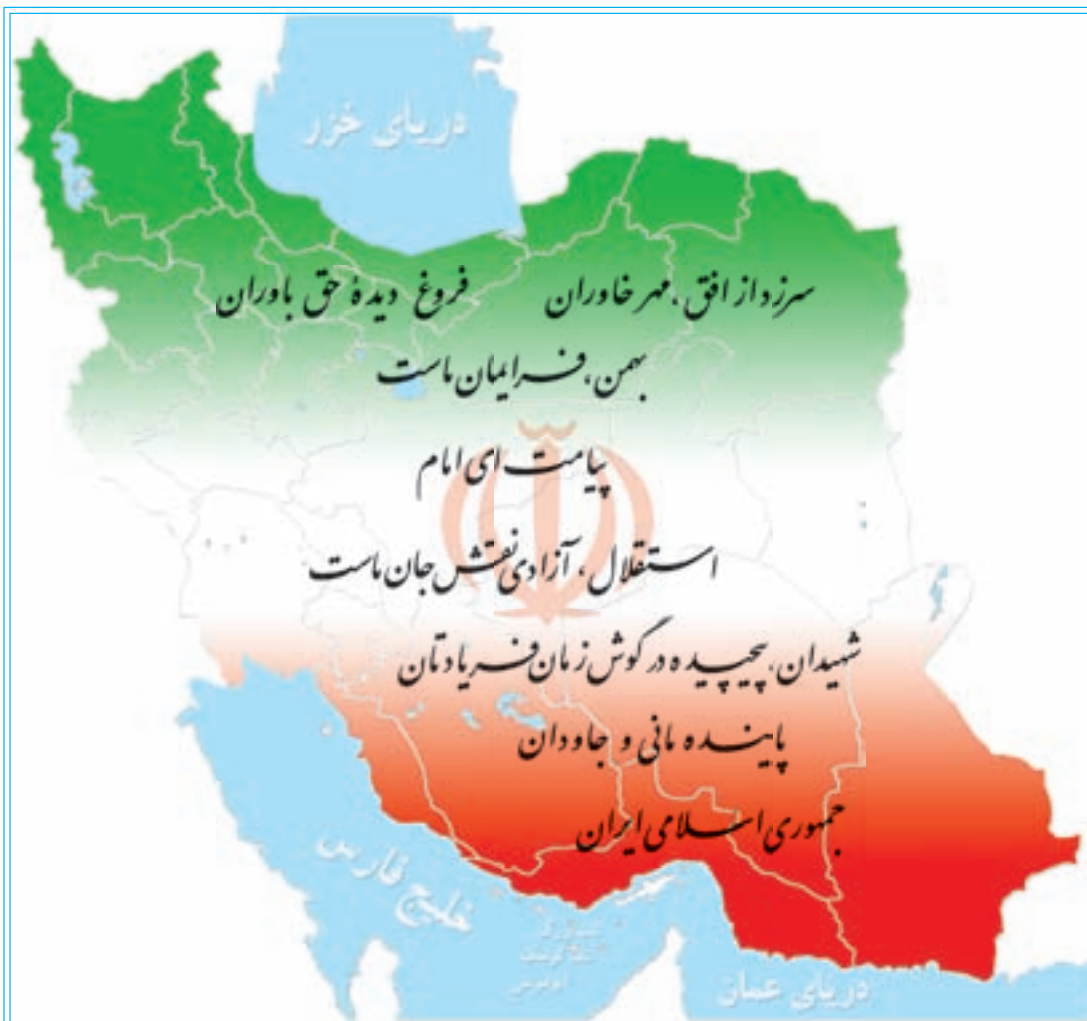 دریای خزر
سرزد از افق، مهر خاوران    فروغ دیدهٔ حق باوران
بهمن، فر ایمان ماست
پیامت ای امام
استقلال، آزادی نقش جان ماست
شهیدان، پیچیده در گوش زمان فریادتان
پاینده مانی و جاودان
جمهوری اسلامی ایران
خلیج فارس
دریای عمان